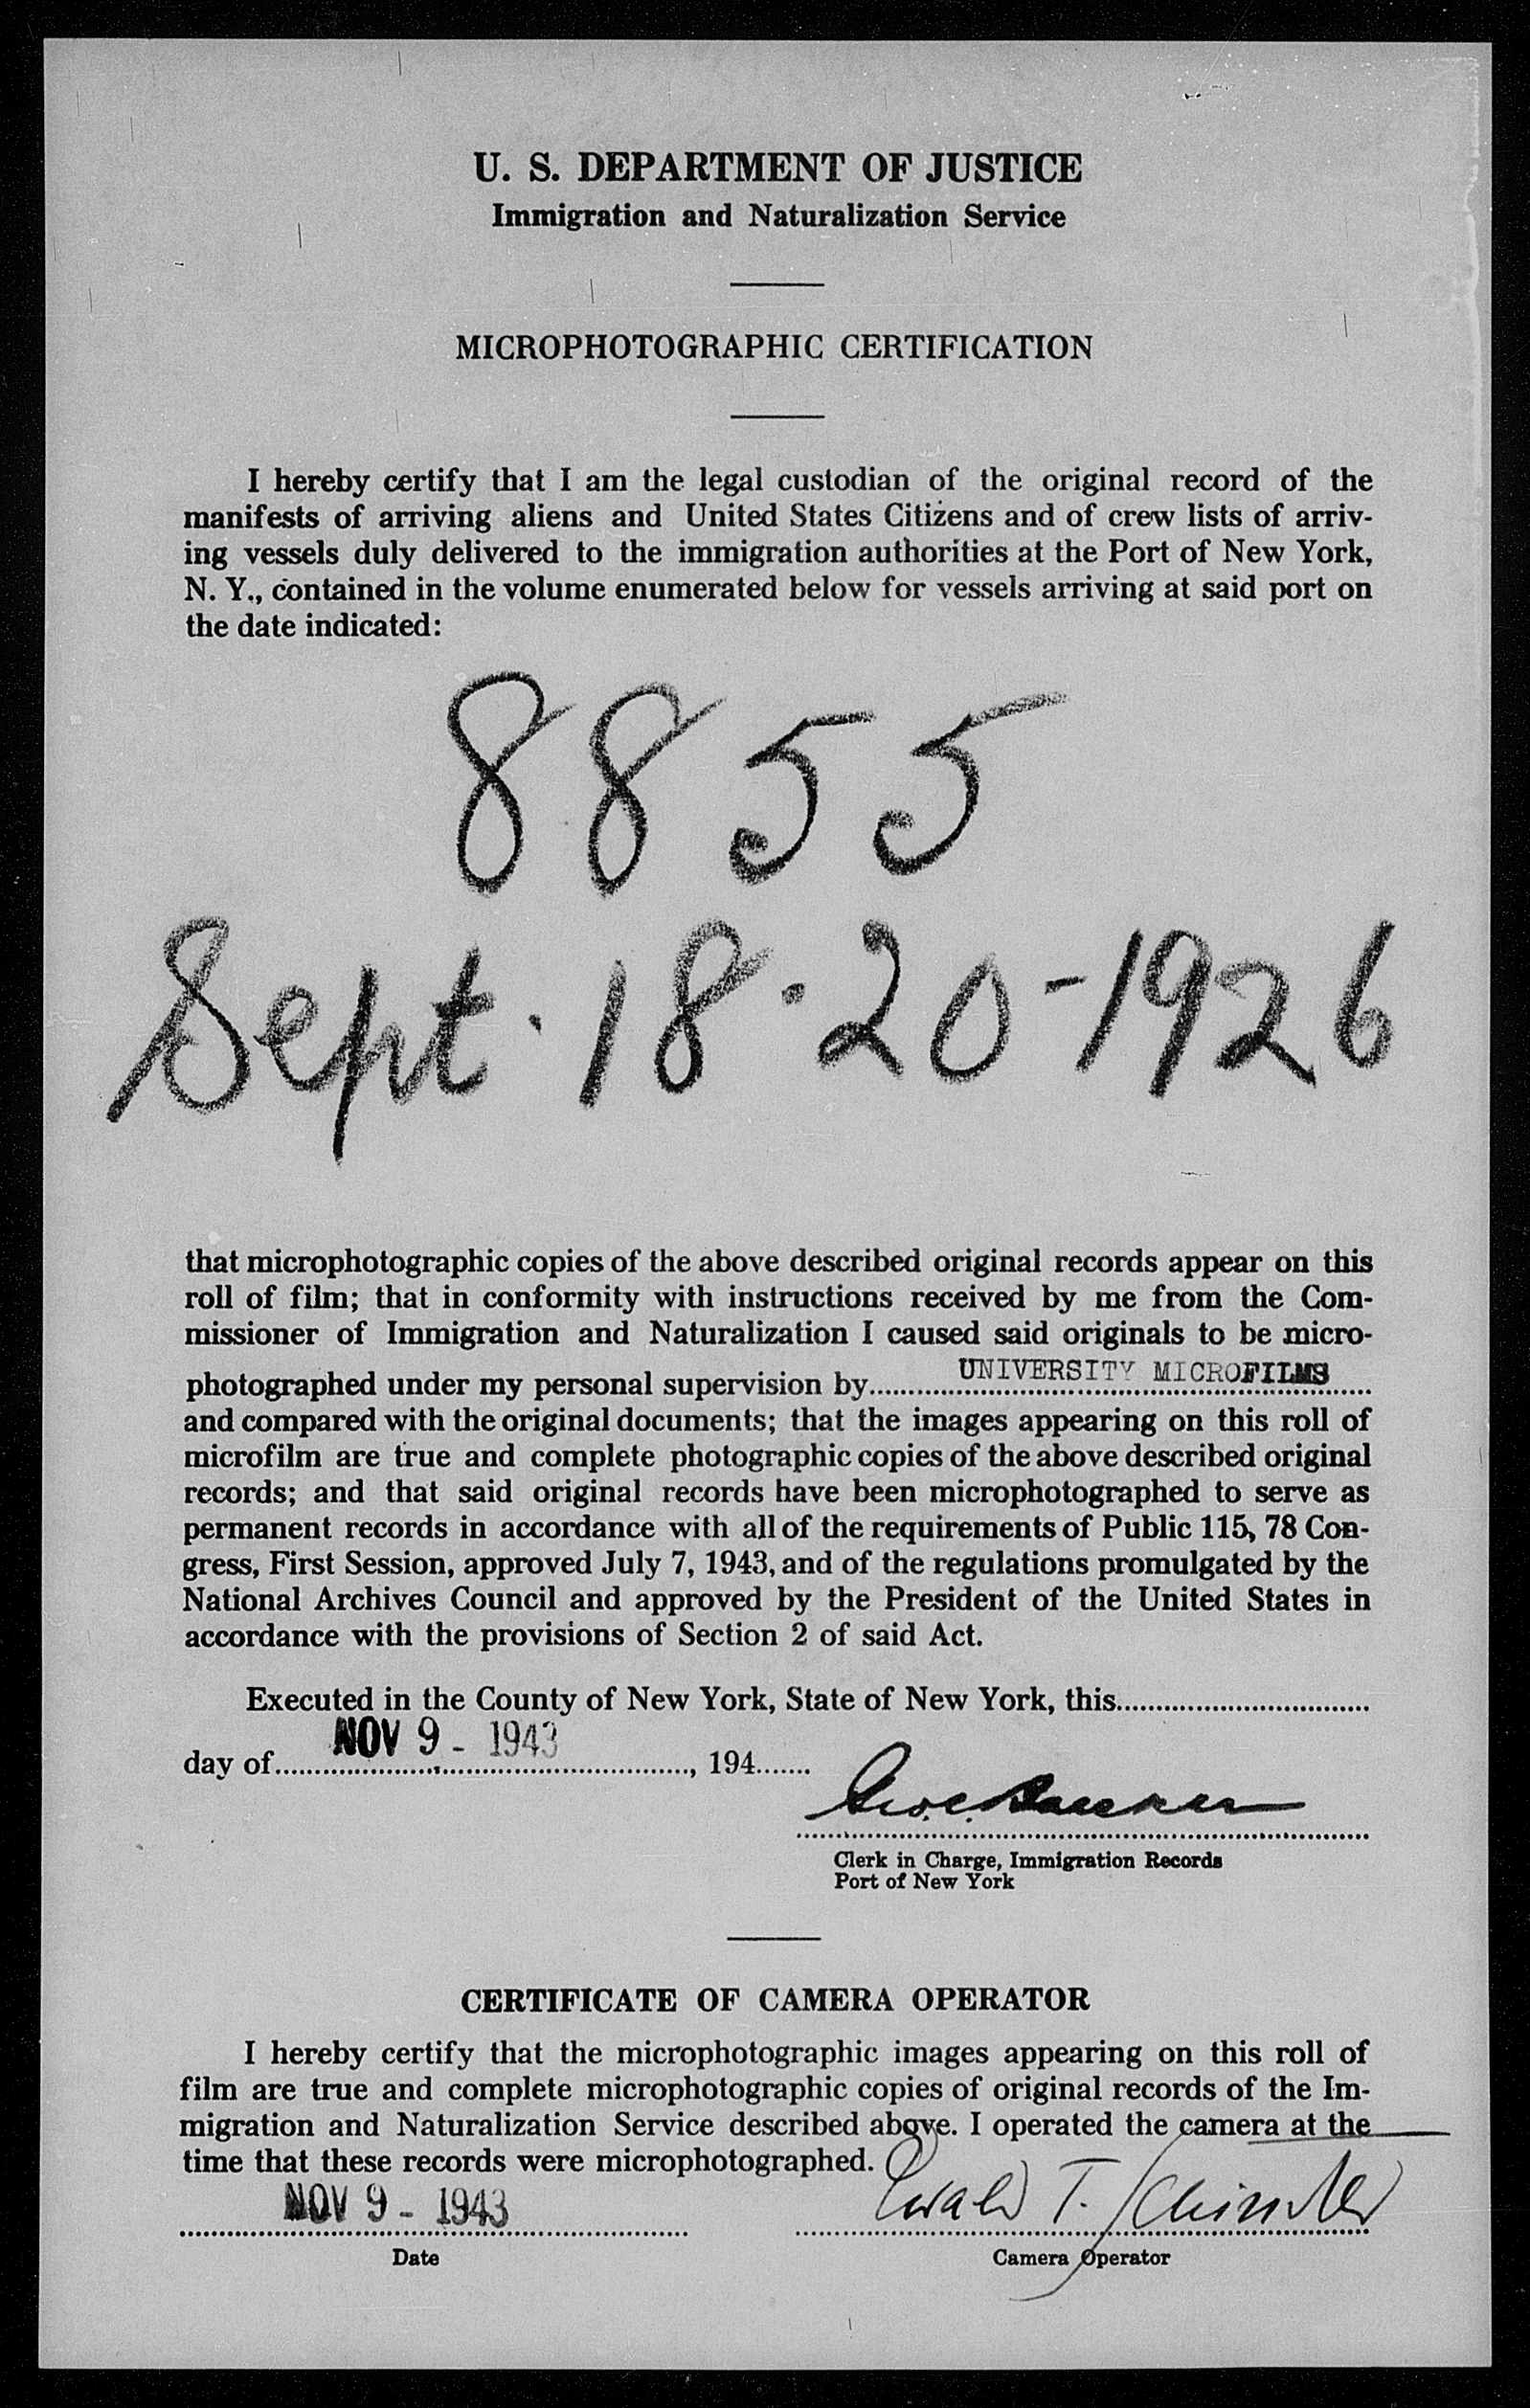 U. S. DEPARTMENT OF JUSTICE
Immigration and Naturalization Service
MICROPHOTOGRAPHIC CERTIFICATION
I hereby certify that I am the legal custodian of the original record of the
manifests of arriving aliens and United States Citizens and of crew lists of arriv-
ing vessels duly delivered to the immigration authorities at the Port of New York,
N. Y., contained in the volume enumerated below for vessels arriving at said port on
the date indicated:
8855
Sept. 18-20-1926
that microphotographic copies of the above described original records appear on this
roll of film; that in conformity with instructions received by me from the Com-
missioner of Immigration and Naturalization I caused said originals to be micro-
photographed under my personal supervision by UNIVERSITY MICROFILMS
and compared with the original documents; that the images appearing on this roll of
microfilm are true and complete photographic copies of the above described original
records; and that said original records have been microphotographed to serve as
permanent records in accordance with all of the requirements of Public 115, 78 Con-
gress, First Session, approved July 7, 1943, and of the regulations promulgated by the
National Archives Council and approved by the President of the United States in
accordance with the provisions of Section 2 of said Act.
Executed in the County of New York, State of New York, this
day of NOV 9 - 1943, 194
Clerk in Charge, Immigration Records
Port of New York
CERTIFICATE OF CAMERA OPERATOR
I hereby certify that the microphotographic images appearing on this roll of
film are true and complete microphotographic copies of original records of the Im-
migration and Naturalization Service described above. I operated the camera at the
time that these records were microphotographed.
NOV 9 - 1943 Ewald T. Schindler
Date Camera Operator